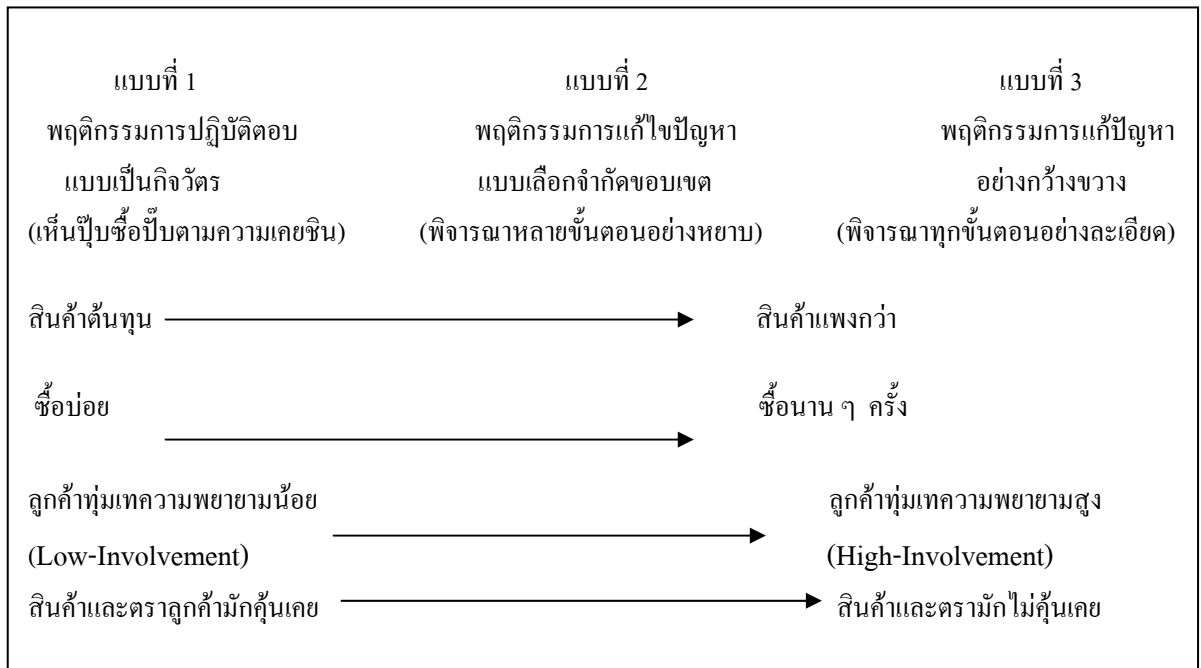 แบบที่ 1 แบบที่ 2 แบบที่ 3
พฤติกรรมการปฏิบัติตอบ พฤติกรรมการแก้ไขปัญหา พฤติกรรมการแก้ปัญหา
แบบเป็นกิจวัตร แบบเลือกจำกัดขอบเขต อย่างกว้างขวาง
(เห็นปุ๊บซื้อปั๊บตามความเคยชิน) (พิจารณาหลายขั้นตอนอย่างหยาบ) (พิจารณาทุกขั้นตอนอย่างละเอียด)
สินค้าต้นทุน สินค้าแพงกว่า
ซื้อบ่อย ซื้อนาน ๆ ครั้ง
ลูกค้าทุ่มเทความพยายามน้อย ลูกค้าทุ่มเทความพยายามสูง
(Low-Involvement) (High-Involvement)
สินค้าและตราลูกค้ามักคุ้นเคย สินค้าและตรามักไม่คุ้นเคย